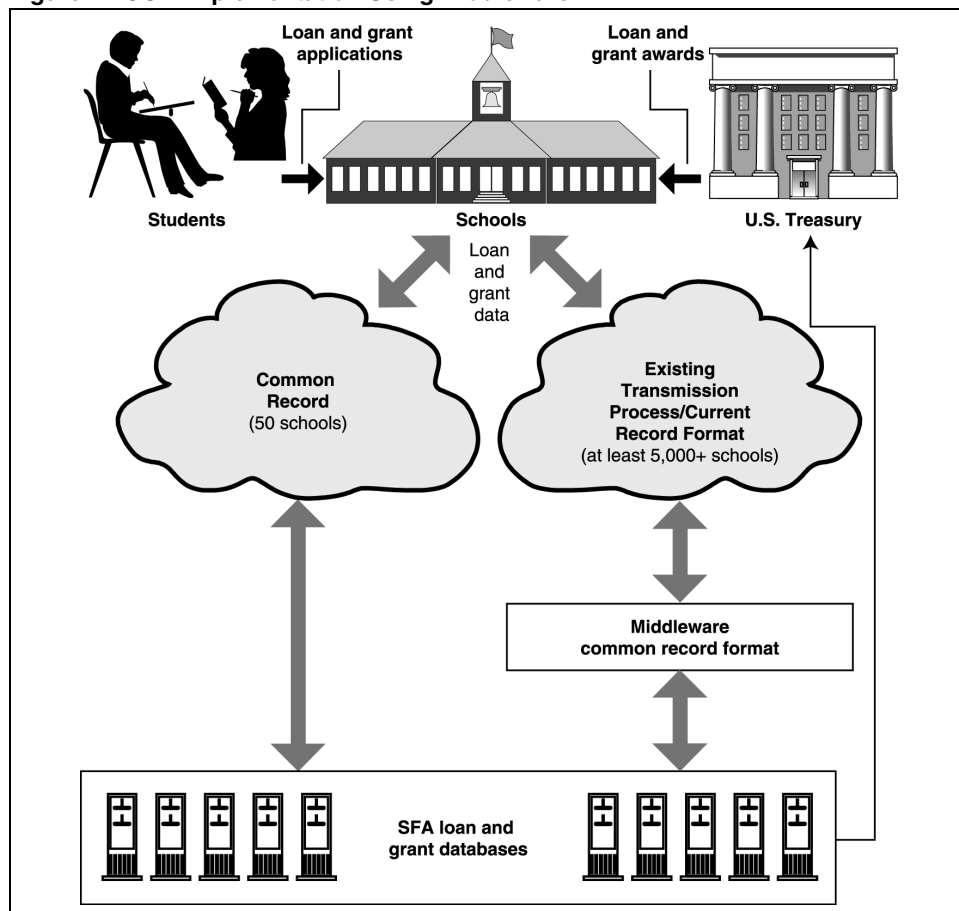 Loan and grant
applications
Loan and
grant awards
Students
Schools
U.S. Treasury
Loan
and
grant
data
Common
Record
(50 schools)
Existing
Transmission
Process/Current
Record Format
(at least 5,000+ schools)
Middleware
common record format
SFA loan and
grant databases